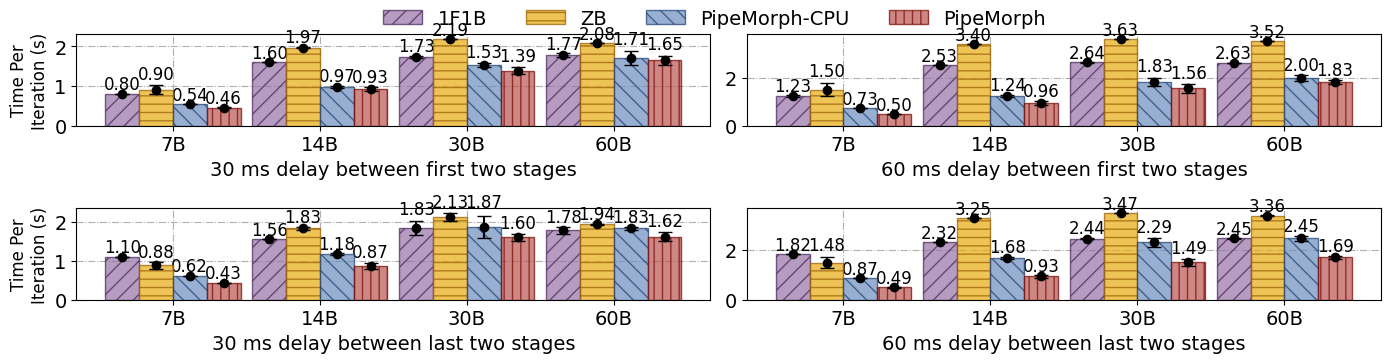 1F1B ZB PipeMorph-CPU PipeMorph
Time Per
Iteration (s)
2
1
0
0.80 0.90 0.54 0.46 1.60 1.97 0.97 0.93 1.73 2.19 1.53 1.39 1.77 2.08 1.71 1.65
7B 14B 30B 60B
30 ms delay between first two stages
2
0
1.23 1.50 0.73 0.50 2.53 3.40 1.24 0.96 2.64 3.63 1.83 1.56 2.63 3.52 2.00 1.83
7B 14B 30B 60B
60 ms delay between first two stages
Time Per
Iteration (s)
2
1
0
1.10 0.88 0.62 0.43 1.56 1.83 1.18 0.87 1.83 2.13 1.87 1.60 1.78 1.94 1.83 1.62
7B 14B 30B 60B
30 ms delay between last two stages
2
0
1.82 1.48 0.87 0.49 2.32 3.25 1.68 0.93 2.44 3.47 2.29 1.49 2.45 3.36 2.45 1.69
7B 14B 30B 60B
60 ms delay between last two stages